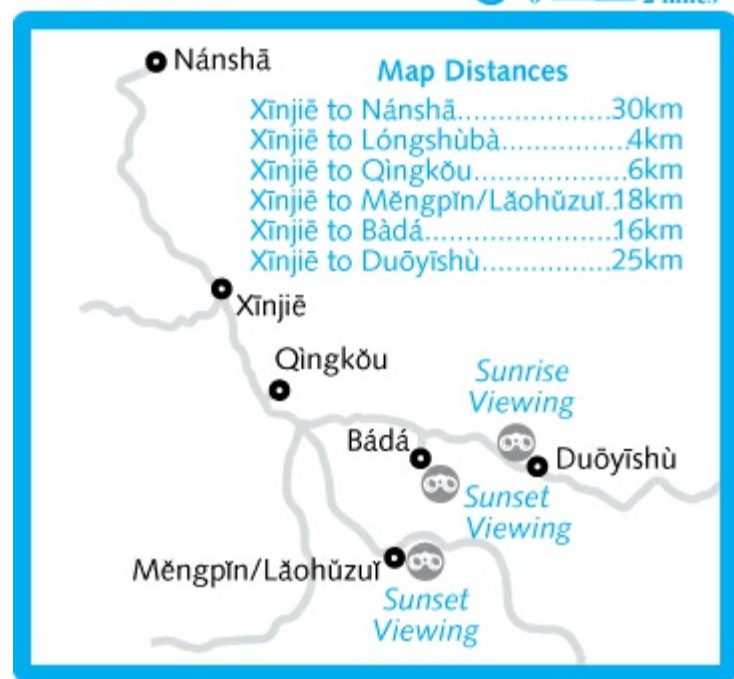 2 miles
Nánshā
Map Distances
Xīnjiē to Nánshā.....................30km
Xīnjiē to Lóngshùbà.................4km
Xīnjiē to Qìngkǒu....................6km
Xīnjiē to Měngpǐn/Lǎohǔzuǐ.18km
Xīnjiē to Bàdá.........................16km
Xīnjiē to Duōyīshù..................25km
Xīnjiē
Qìngkǒu
Sunrise
Viewing
Bádá
Duōyīshù
Sunset
Viewing
Měngpǐn/Lǎohǔzuǐ
Sunset
Viewing